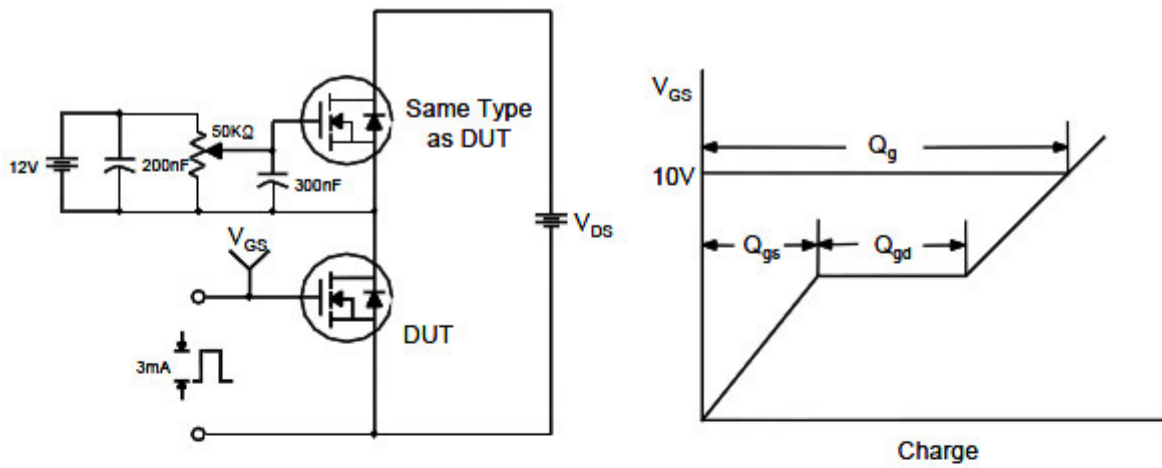 12V
200nF
50KΩ
300nF
Same Type
as DUT
V_GS
3mA
DUT
V_DS
V_GS
10V
Q_g
Q_gs
Q_gd
Charge